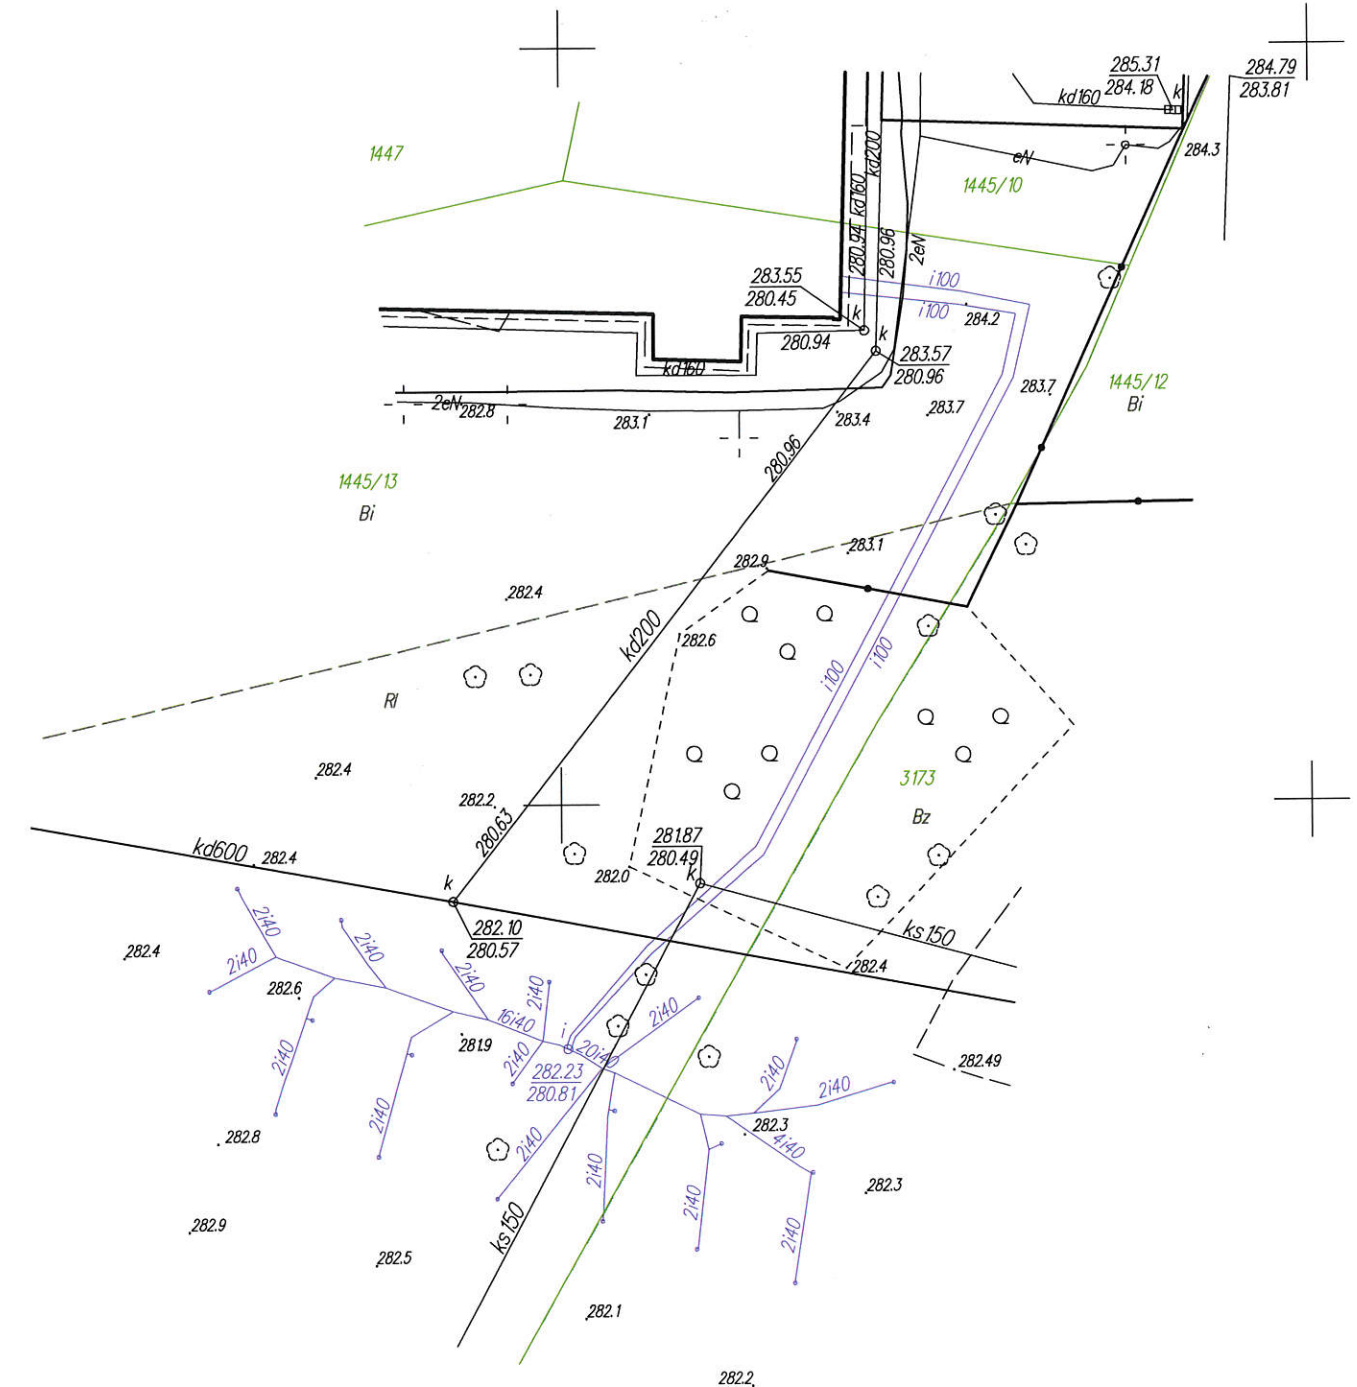 285.31
284.18
k
kd160
284.79
283.81
1447
284.3
eN
1445/10
kd200
kd160
280.94
280.96
2eN
283.55
280.45
k
i100
i100
284.2
280.94
k
283.57
280.96
kd160
2eN
282.8
283.1
283.4
283.7
283.7
1445/12
Bi
280.96
1445/13
Bi
283.1
282.9
282.4
kd200
282.6
i100
i100
Rl
282.4
3173
Bz
282.2
280.63
281.87
280.49
k
kd600
282.4
282.0
k
282.10
280.57
ks150
282.4
2i40
2i40
2i40
282.4
282.6
2i40
2i40
2i40
16i40
i
20i40
281.9
2i40
2i40
2i40
282.23
280.81
2i40
2i40
282.49
282.3
4i40
282.8
2i40
2i40
282.3
2i40
2i40
282.9
ks150
282.5
282.1
282.2